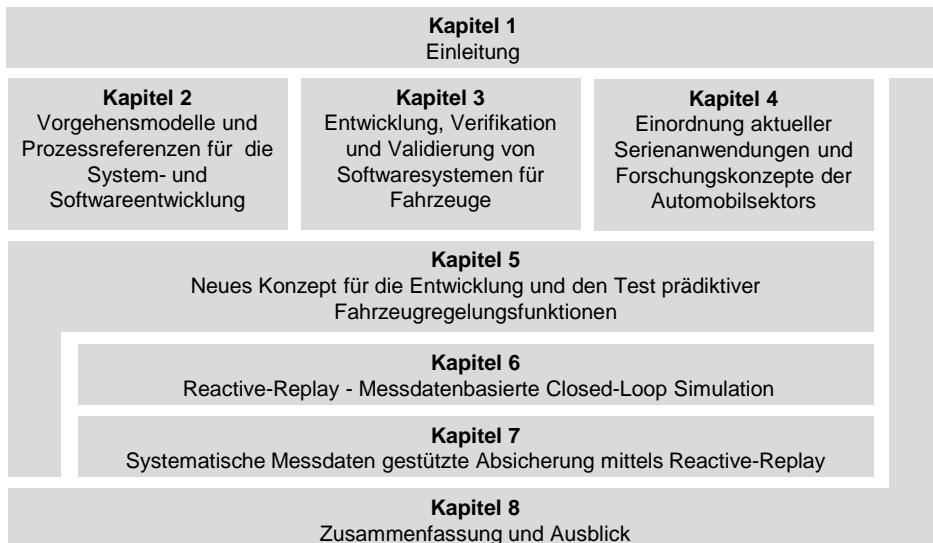 Kapitel 1
Einleitung
Kapitel 2
Vorgehensmodelle und
Prozessreferenzen für die
System- und
Softwareentwicklung
Kapitel 3
Entwicklung, Verifikation
und Validierung von
Softwaresystemen für
Fahrzeuge
Kapitel 4
Einordnung aktueller
Serienanwendungen und
Forschungskonzepte der
Automobilsektors
Kapitel 5
Neues Konzept für die Entwicklung und den Test prädiktiver
Fahrzeugregelungsfunktionen
Kapitel 6
Reactive-Replay - Messdatenbasierte Closed-Loop Simulation
Kapitel 7
Systematische Messdaten gestützte Absicherung mittels Reactive-Replay
Kapitel 8
Zusammenfassung und Ausblick